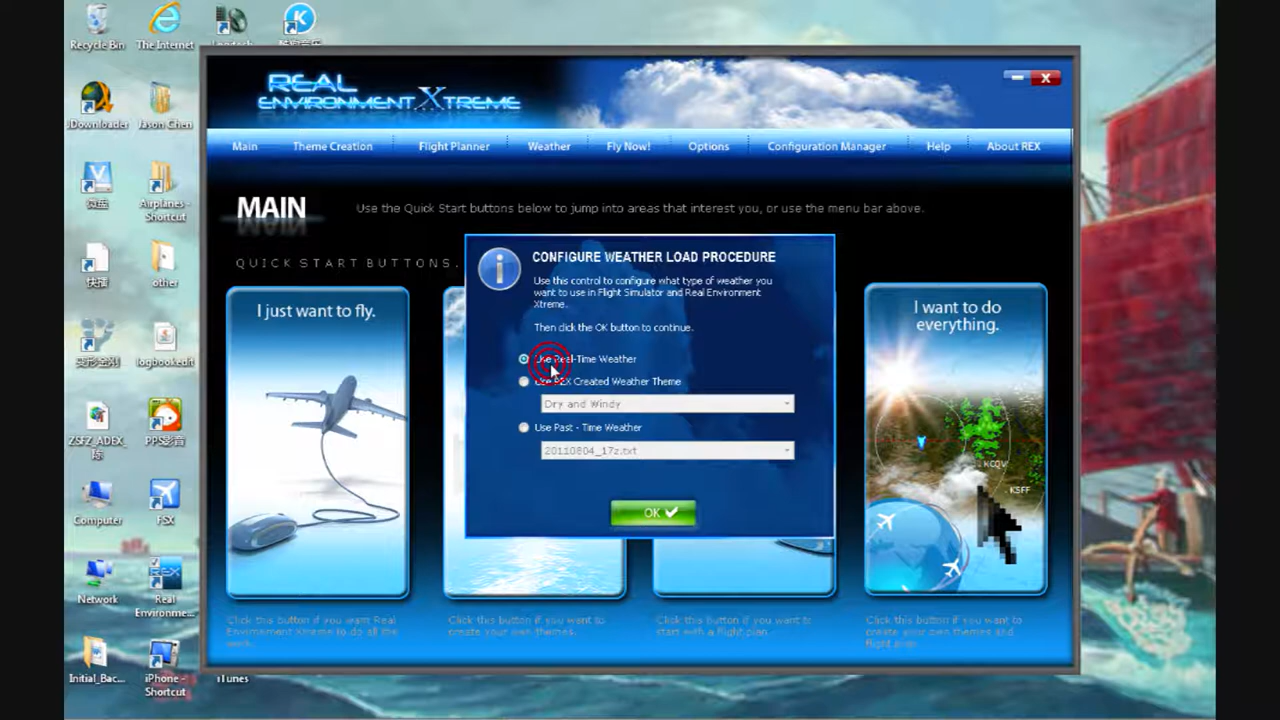 Recycle Bin
The Internet
REAL
ENVIRONMENT XTREME
JDownloader
Jason Chen
Main
Theme Creation
Flight Planner
Weather
Fly Now!
Options
Configuration Manager
Help
About REX
Airplanes -
Shortcut
MAIN
Use the Quick Start buttons below to jump into areas that interest you, or use the menu bar above.
QUICK START BUTTONS.
other
logbookedit
I just want to fly.
I want to do
everything.
CONFIGURE WEATHER LOAD PROCEDURE
Use this control to configure what type of weather you
want to use in Flight Simulator and Real Environment
Xtreme.
Then click the OK button to continue.
Use Real-Time Weather
Use REX Created Weather Theme
Dry and Windy
Use Past - Time Weather
20110804_17z.txt
OK
KCQV
KSFF
ZSFZ_ADEX_
PPS影音
Computer
FSX
Network
REX
Real
Environme...
Click this button if you want Real
Environment Xtreme to do all the
work.
Click this button if you want to
create your own themes.
Click this button if you want to
start with a flight plan
Click this button if you want to
create your own themes and
flight plan
Initial_Bac...
iPhone -
Shortcut
iTunes